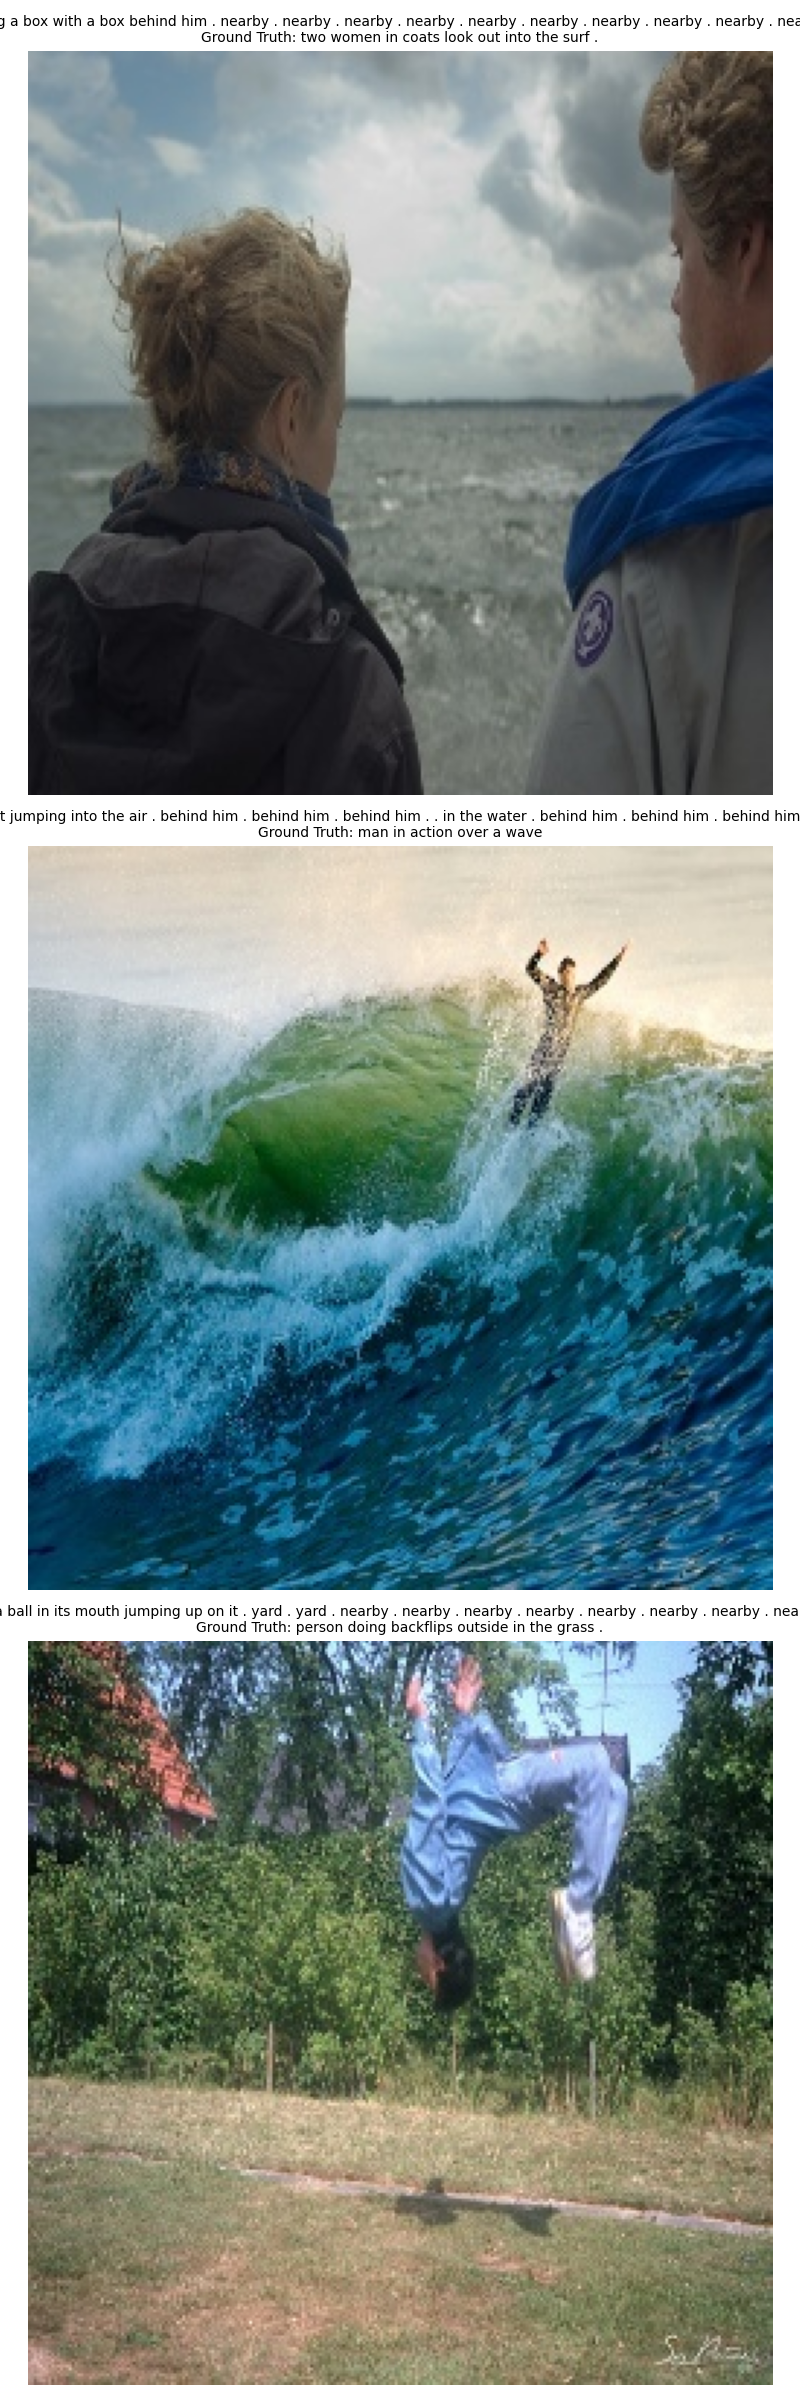 a box with a box behind him . nearby . nearby . nearby . nearby . nearby . nearby . nearby . nearby . nearby .
Ground Truth: two women in coats look out into the surf .
jumping into the air . behind him . behind him . behind him . . in the water . behind him . behind him . behind him
Ground Truth: man in action over a wave
ball in its mouth jumping up on it . yard . yard . nearby . nearby . nearby . nearby . nearby . nearby . nearby .
Ground Truth: person doing backflips outside in the grass .